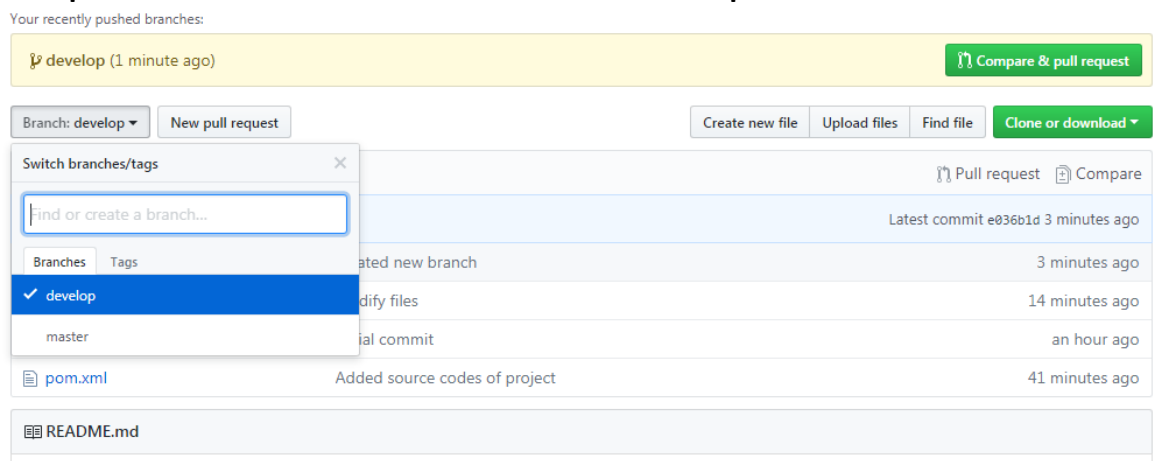 Your recently pushed branches:
develop (1 minute ago)
Compare & pull request
Branch: develop
New pull request
Create new file
Upload files
Find file
Clone or download
Switch branches/tags
Pull request
Compare
Find or create a branch...
Latest commit e036b1d 3 minutes ago
Branches
Tags
ated new branch
3 minutes ago
develop
dify files
14 minutes ago
master
ial commit
an hour ago
pom.xml
Added source codes of project
41 minutes ago
README.md